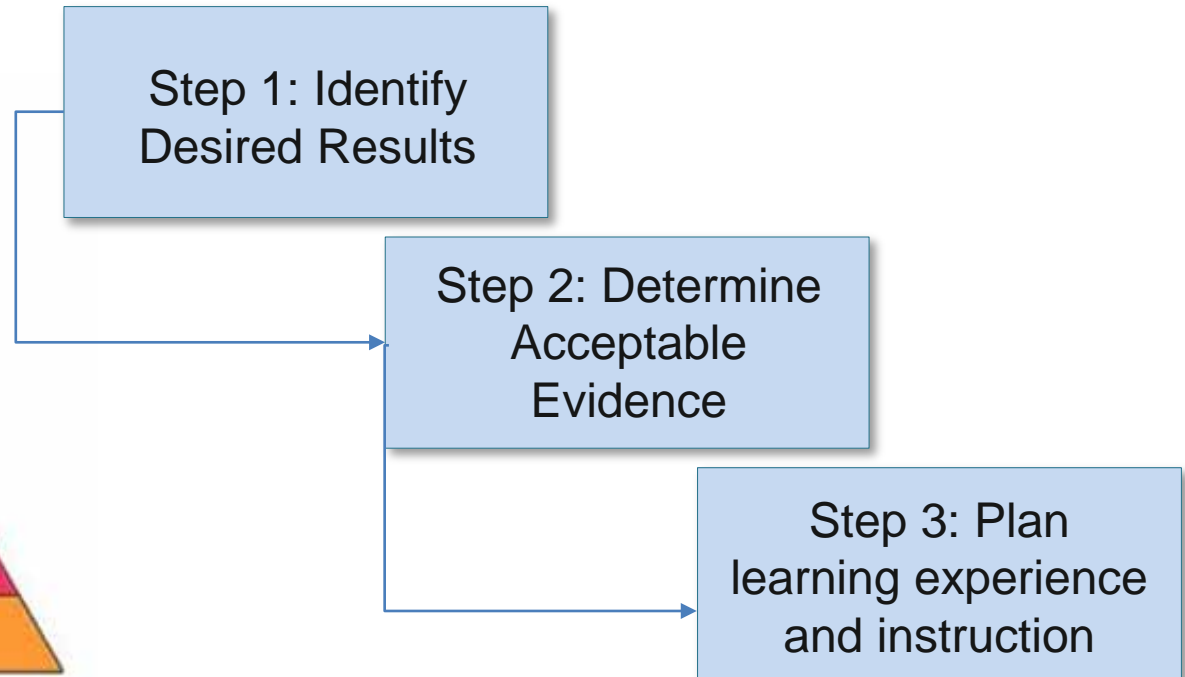 Step 1: Identify
Desired Results
Step 2: Determine
Acceptable
Evidence
Step 3: Plan
learning experience
and instruction